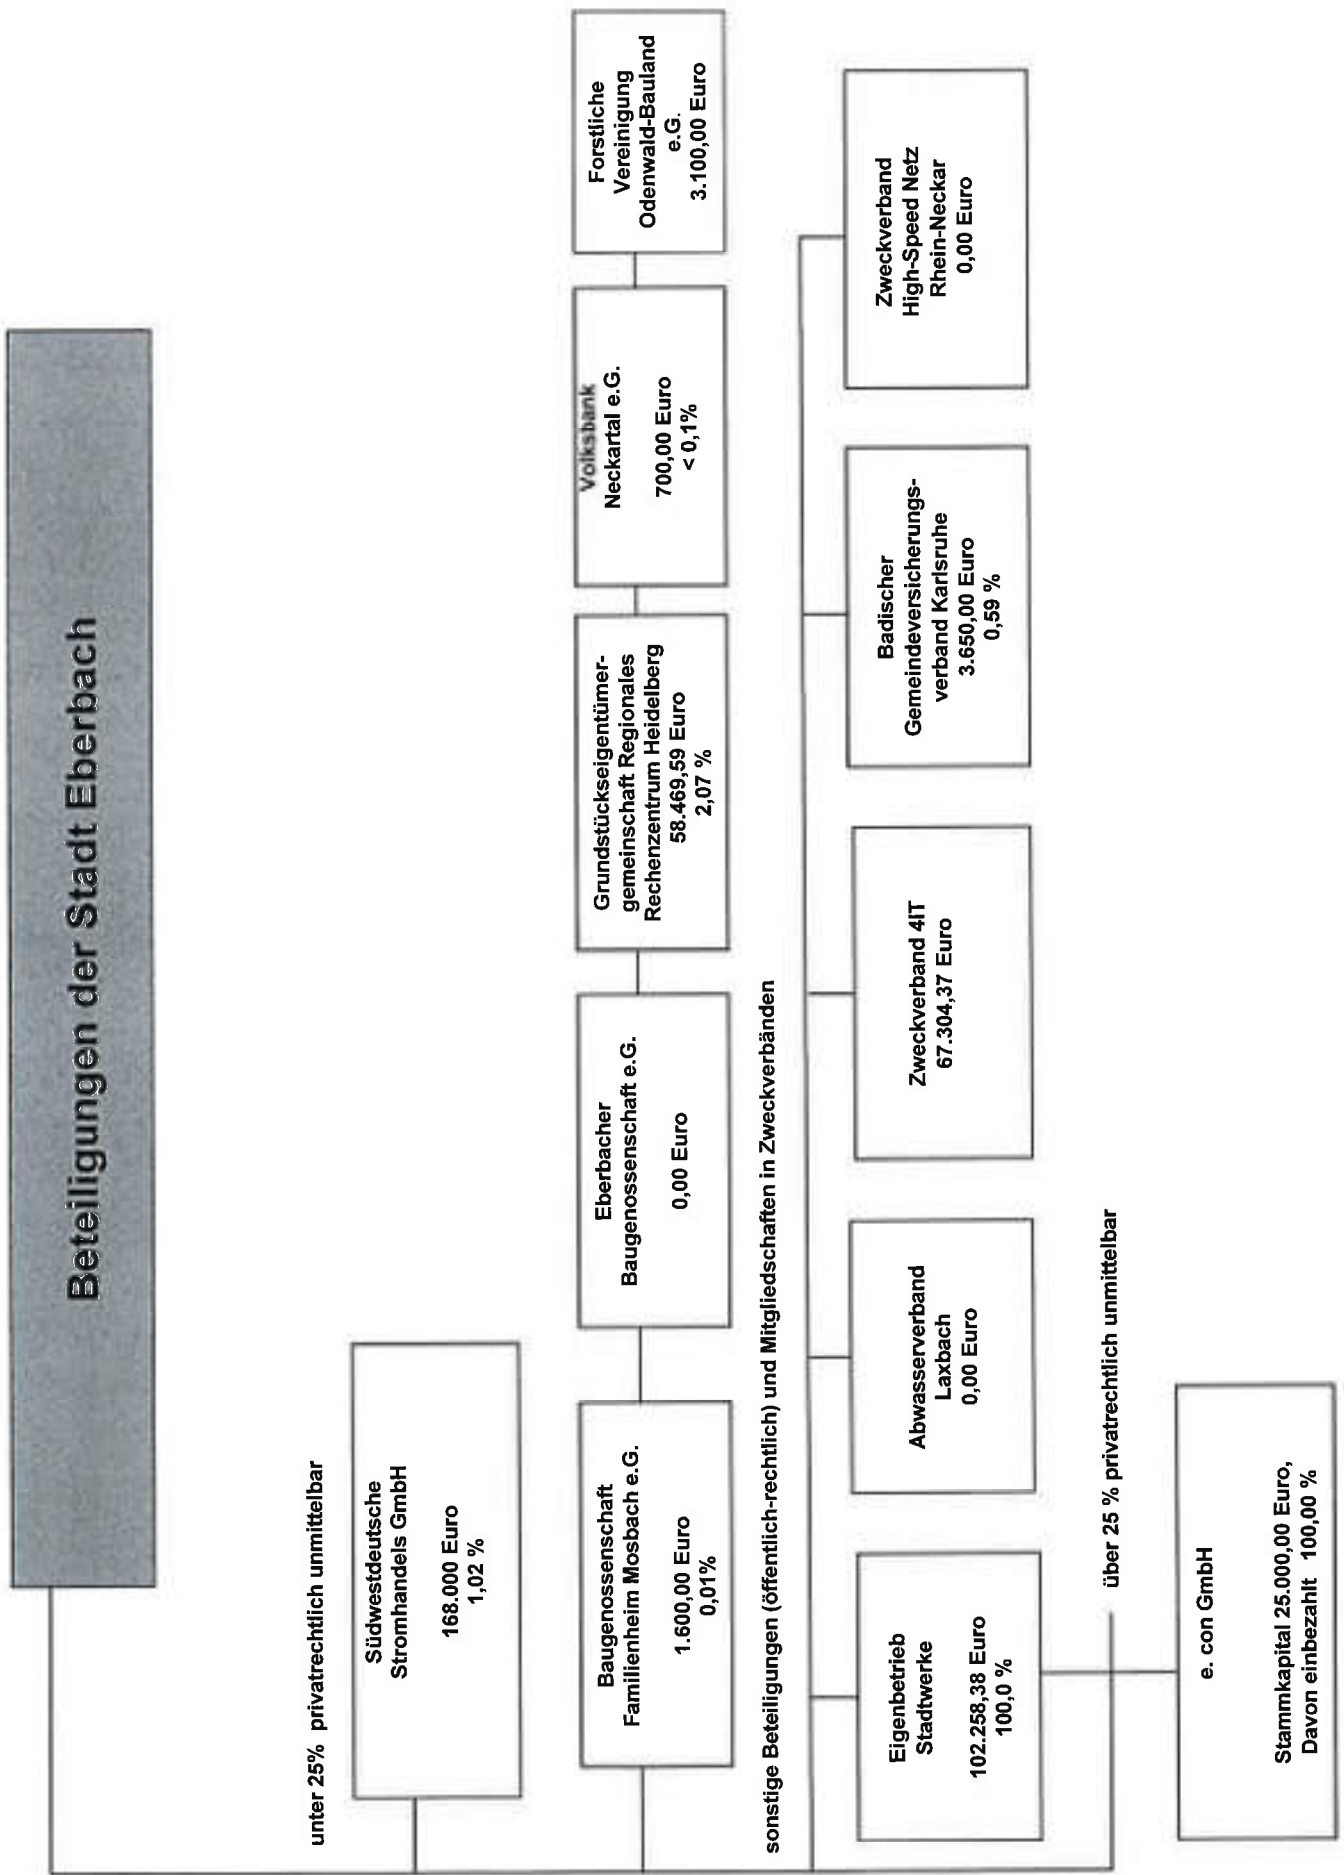 Beteiligungen der Stadt Eberbach
unter 25% privatrechtlich unmittelbar
Südwestdeutsche
Stromhandels GmbH
168.000 Euro
1,02 %
Baugenossenschaft
Familienheim Mosbach e.G.
1.600,00 Euro
0,01%
Eberbacher
Baugenossenschaft e.G.
0,00 Euro
Grundstückseigentümer-
gemeinschaft Regionales
Rechenzentrum Heidelberg
58.469,59 Euro
2,07 %
Volksbank
Neckartal e.G.
700,00 Euro
< 0,1%
Forstliche
Vereinigung
Odenwald-Bauland
e.G.
3.100,00 Euro
sonstige Beteiligungen (öffentlich-rechtlich) und Mitgliedschaften in Zweckverbänden
Eigenbetrieb
Stadtwerke
102.258,38 Euro
100,0 %
Abwasserverband
Laxbach
0,00 Euro
Zweckverband 4IT
67.304,37 Euro
Badischer
Gemeindeversicherungs-
verband Karlsruhe
3.650,00 Euro
0,59 %
Zweckverband
High-Speed Netz
Rhein-Neckar
0,00 Euro
über 25 % privatrechtlich unmittelbar
e. con GmbH
Stammkapital 25.000,00 Euro,
Davon einbezahlt 100,00 %